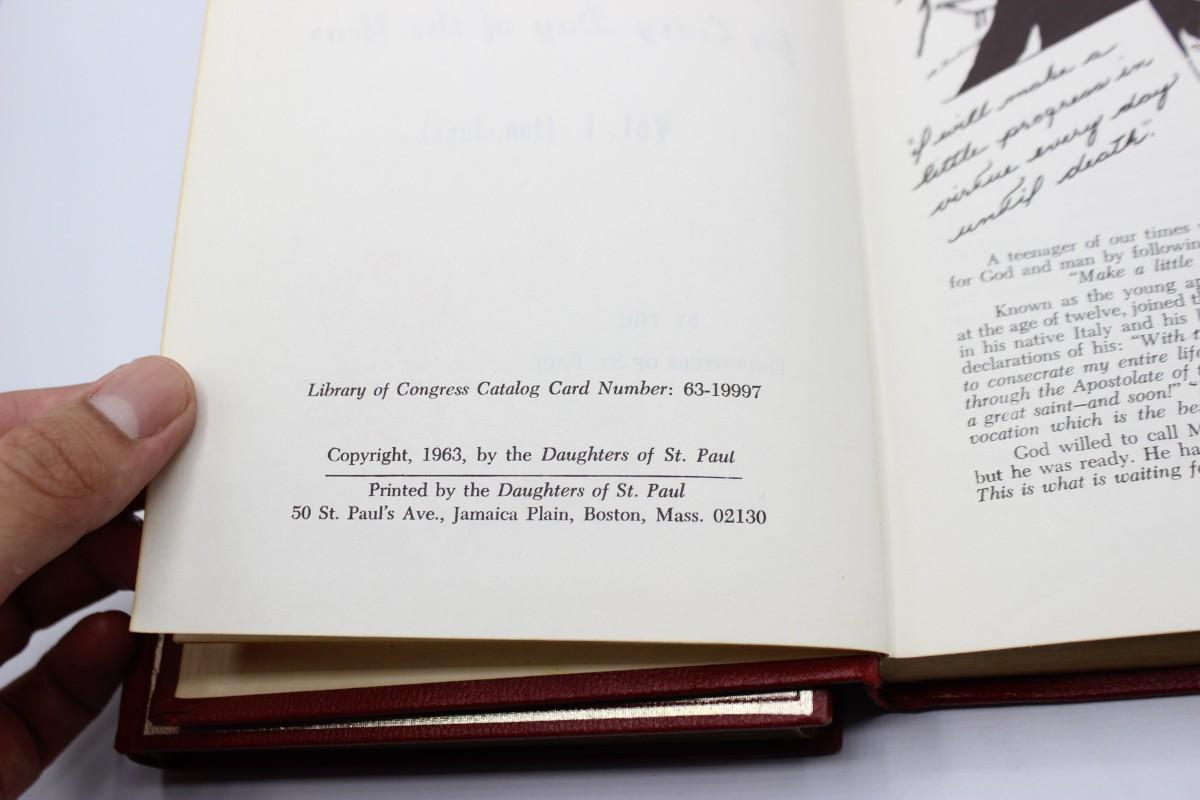 Library of Congress Catalog Card Number: 63-19997
Copyright, 1963, by the Daughters of St. Paul
Printed by the Daughters of St. Paul
50 St. Paul's Ave., Jamaica Plain, Boston, Mass. 02130
"I will make a
little progress in
virtue every day
until death."
A teenager of our times
for God and man by followin
"Make a little
Known as the young ap
at the age of twelve, joined t
in his native Italy and his
declarations of his: "With t
to consecrate my entire life
through the Apostolate of t
a great saint—and soon!"
vocation which is the be
God willed to call M
but he was ready. He ha
This is what is waiting fo